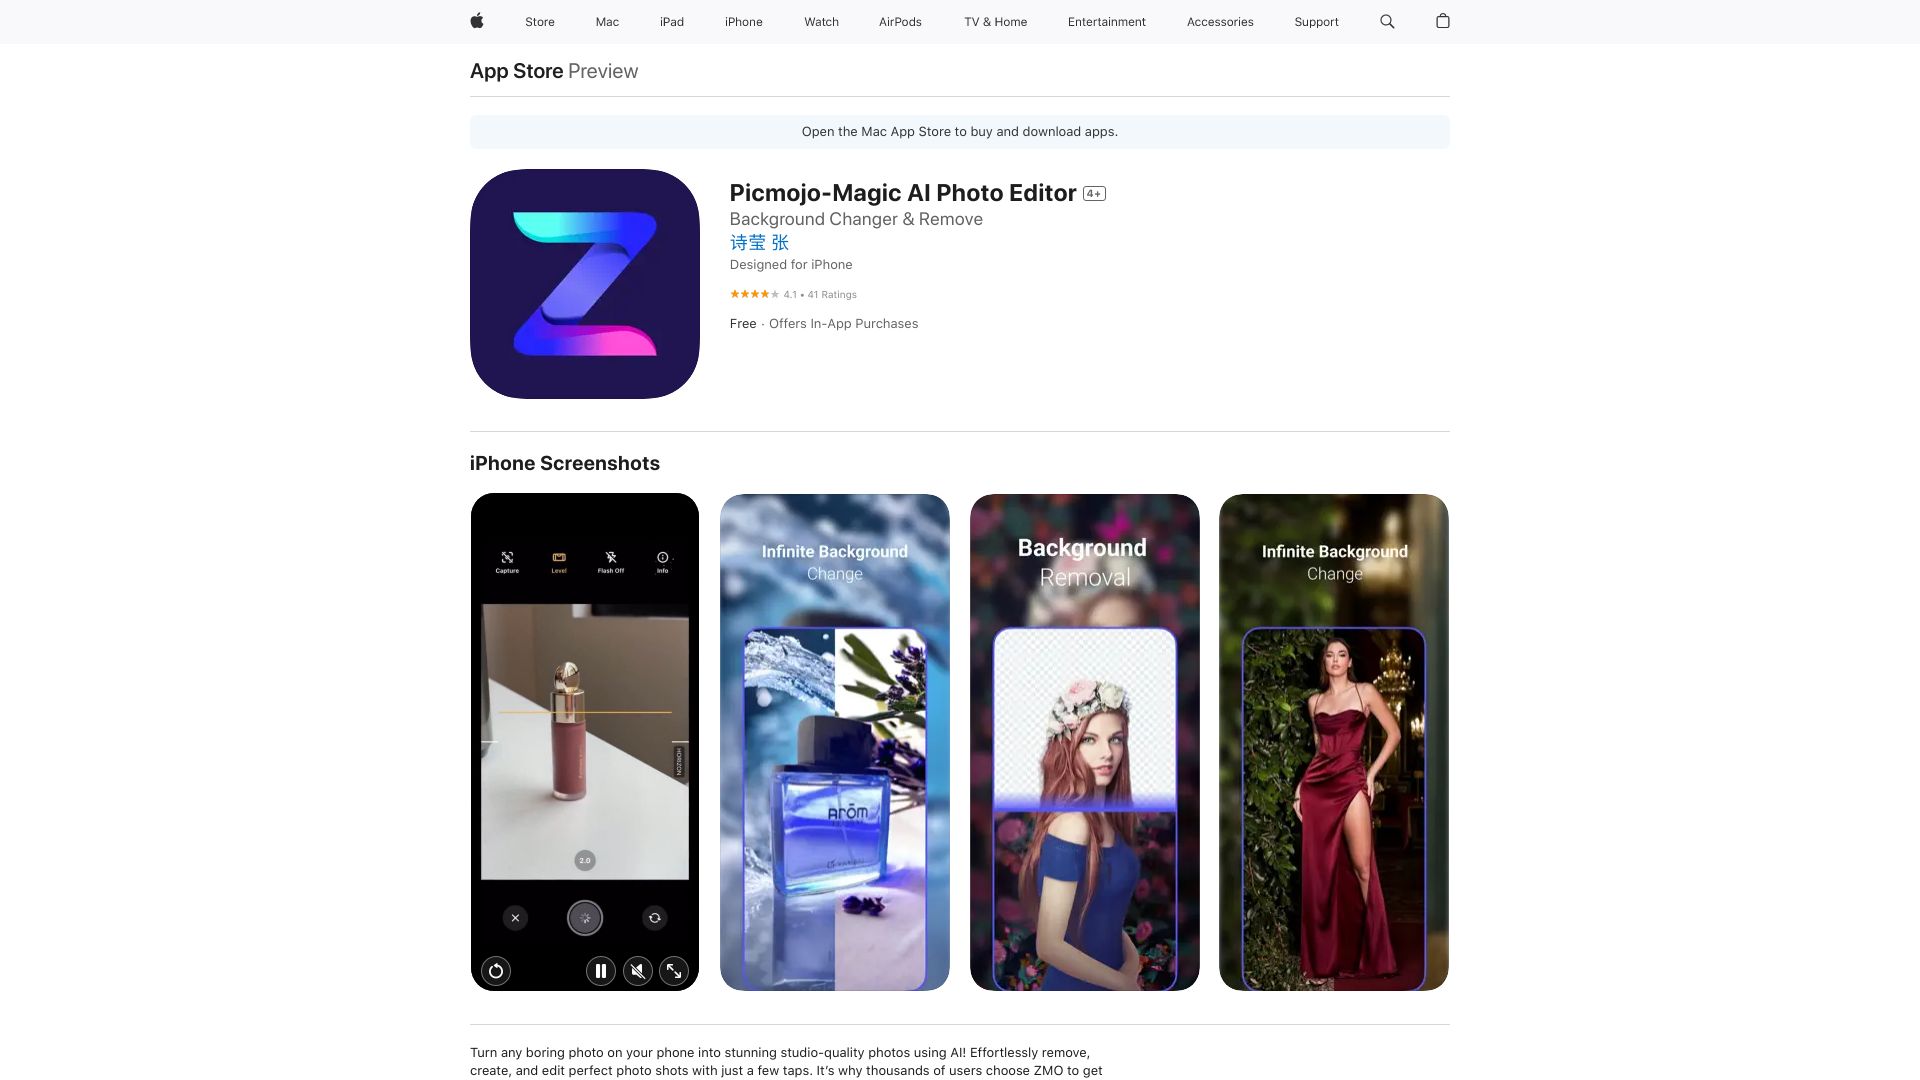 Store Mac iPad iPhone Watch AirPods TV & Home Entertainment Accessories Support
App Store Preview
Open the Mac App Store to buy and download apps.
Picmojo-Magic AI Photo Editor 4+
Background Changer & Remove
诗莹 张
Designed for iPhone
4.1 • 41 Ratings
Free · Offers In-App Purchases
iPhone Screenshots
Capture Level Flash Off Info
HORIZON
2.0
Infinite Background
Change
Arōm
Background
Removal
Infinite Background
Change
Turn any boring photo on your phone into stunning studio-quality photos using AI! Effortlessly remove,
create, and edit perfect photo shots with just a few taps. It's why thousands of users choose ZMO to get